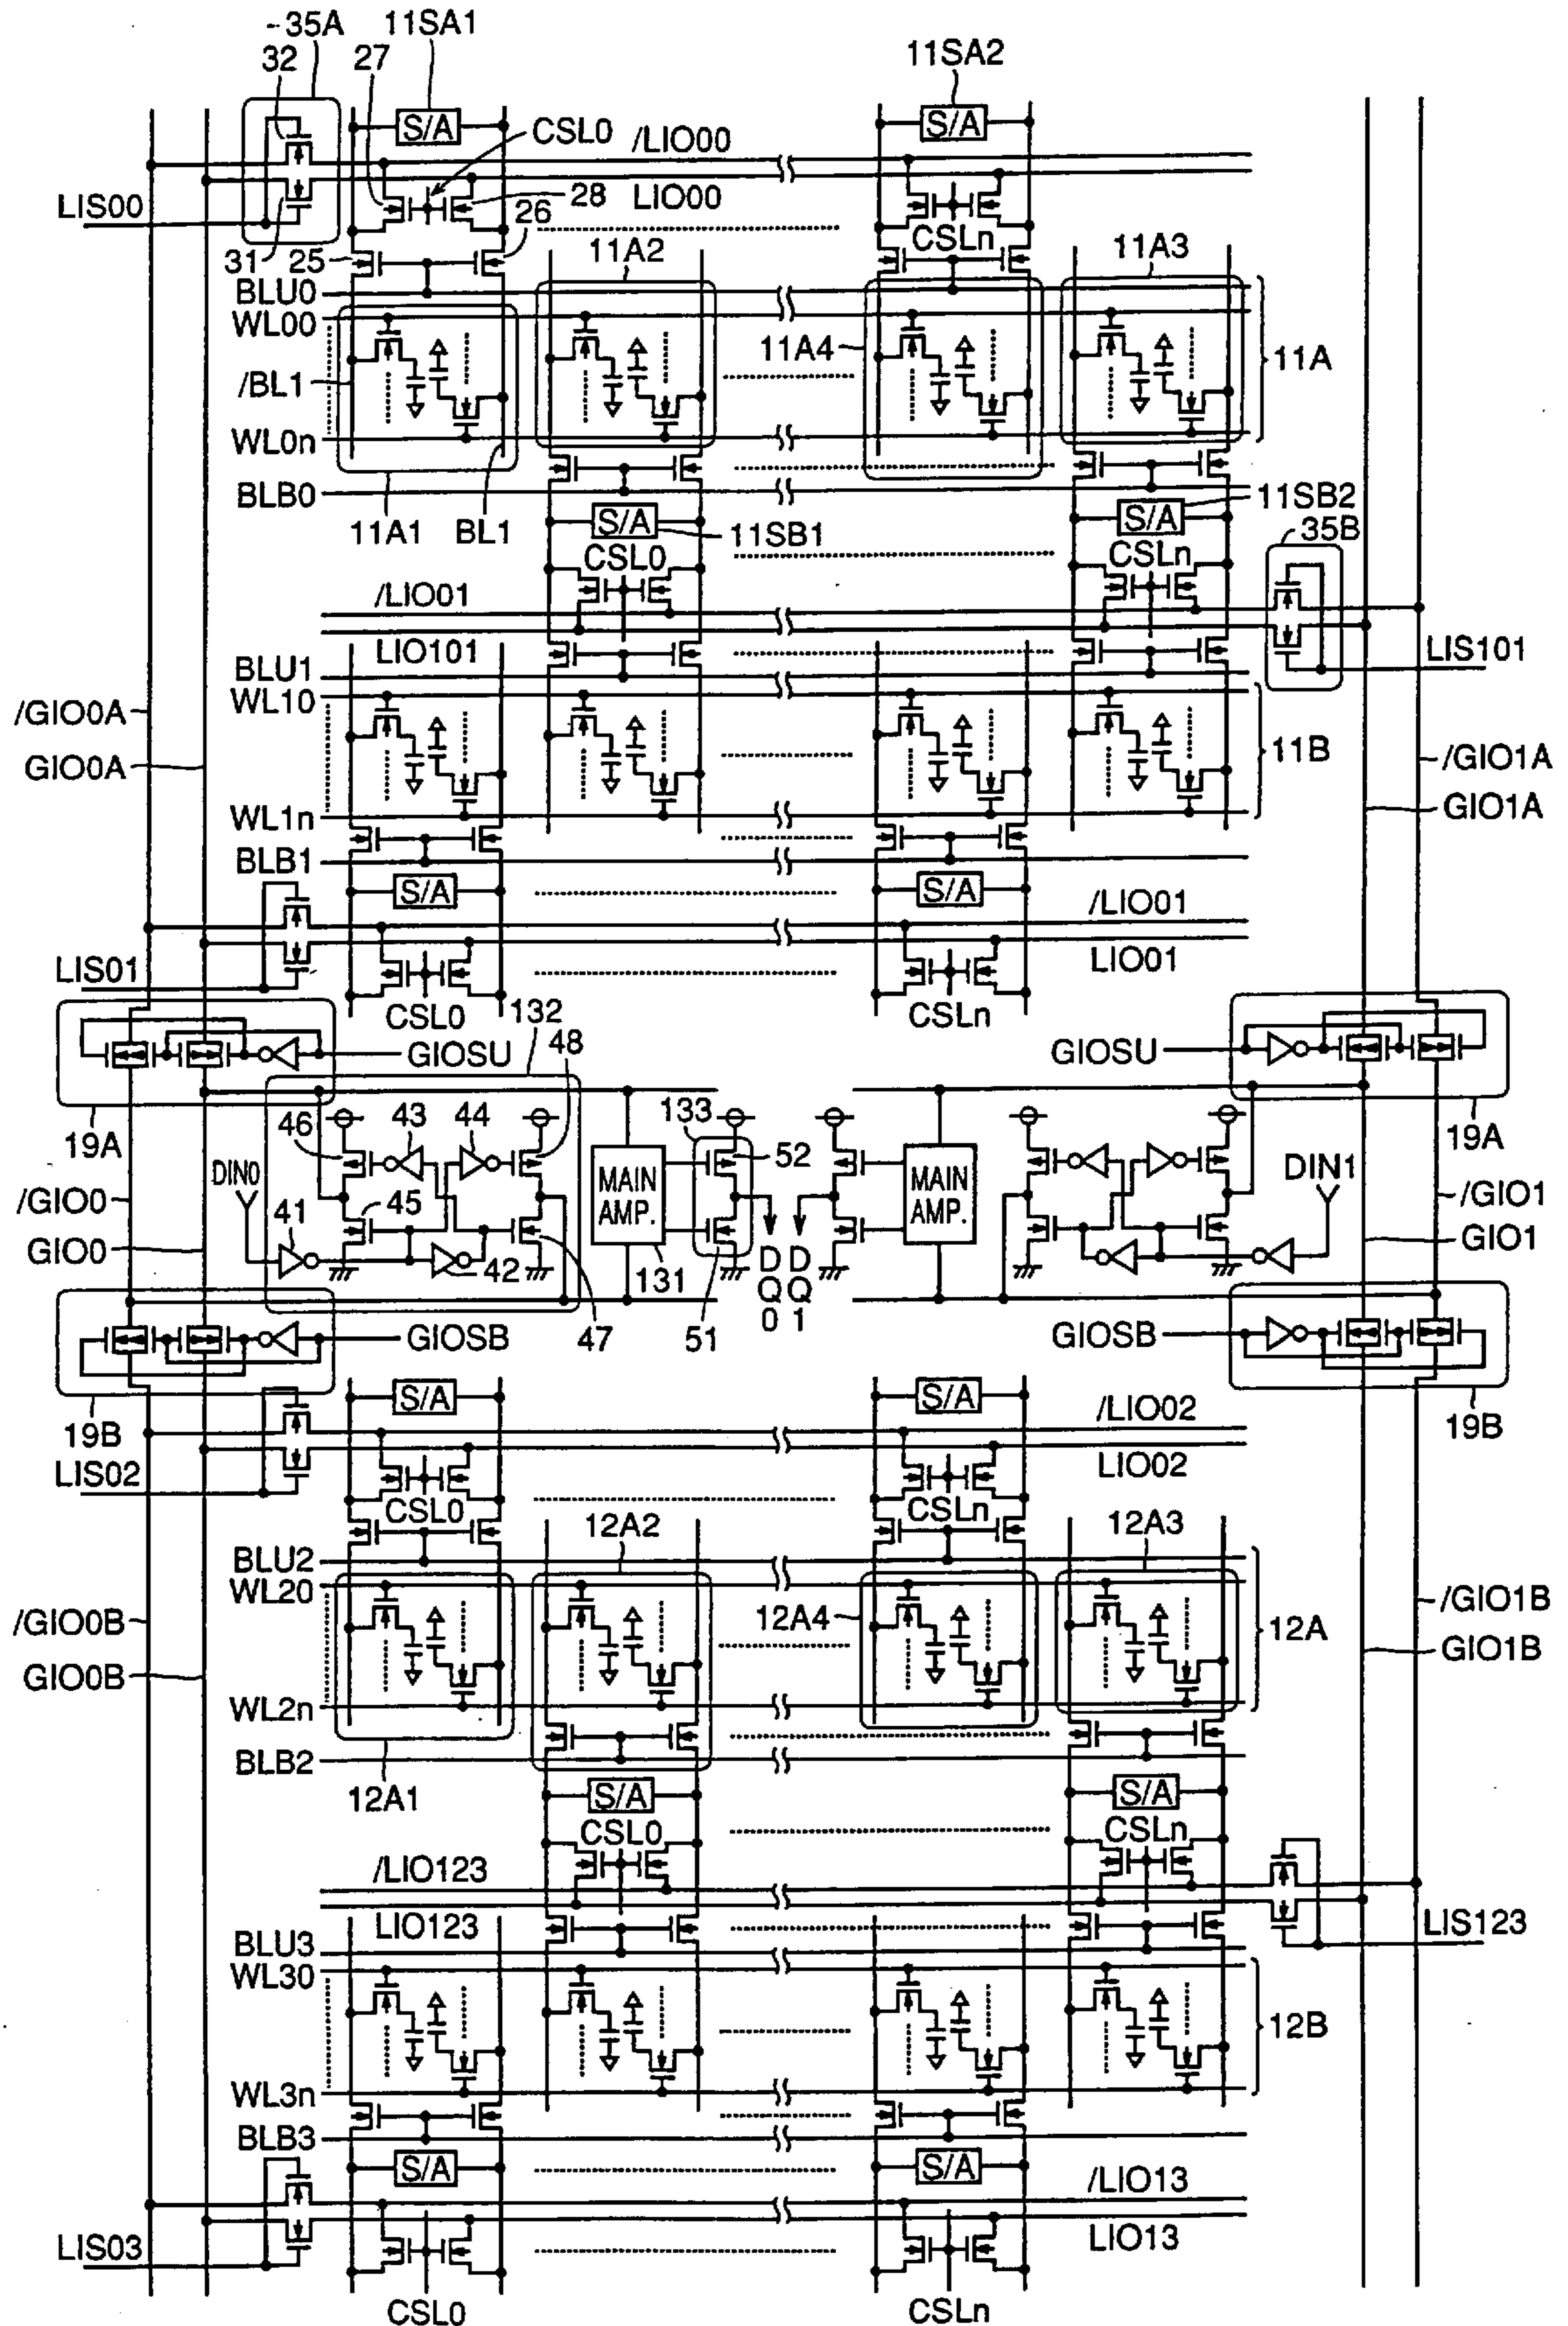 35A 11SA1
32 27 11SA2
S/A S/A
CSL0 /LIO00
LIS00 28 LIO00
26 CSLn
31 25 11A2 11A3
BLU0
WL00
11A4 11A
/BL1
WL0n
BLB0
11A1 BL1 S/A 11SB1 S/A 11SB2
35B
CSL0 CSLn
/LIO01
LIO101 LIS101
BLU1
WL10
/GIO0A
11B
GIO0A /GIO1A
GIO1A
WL1n
BLB1
S/A S/A
/LIO01
LIS01 LIO01
CSL0 132 CSLn
48
GIOSU GIOSU
19A 46 43 44 133 19A
52
DIN0 MAIN AMP. MAIN AMP. DIN1
/GIO0 45 /GIO1
41
GIO0 GIO1
42 131 DQ0 DQ1
47 51
GIOSB GIOSB
S/A S/A
19B /LIO02 19B
LIS02 LIO02
CSL0 CSLn
12A2 12A3
BLU2
WL20
/GIO0B 12A4 12A /GIO1B
GIO0B GIO1B
WL2n
BLB2
12A1 S/A S/A
CSL0 CSLn
/LIO123
LIO123 LIS123
BLU3
WL30
12B
WL3n
BLB3
S/A S/A
/LIO13
LIS03 LIO13
CSL0 CSLn